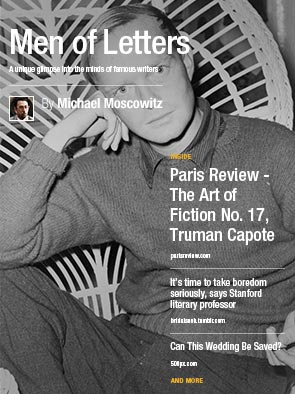 Men of Letters
A unique glimpse into the minds of famous writers
By Michael Moscowitz
INSIDE
Paris Review -
The Art of
Fiction No. 17,
Truman Capote
parisreview.com
It's time to take boredom
seriously, says Stanford
literary professor
Can This Wedding Be Saved?
500px.com
AND MORE